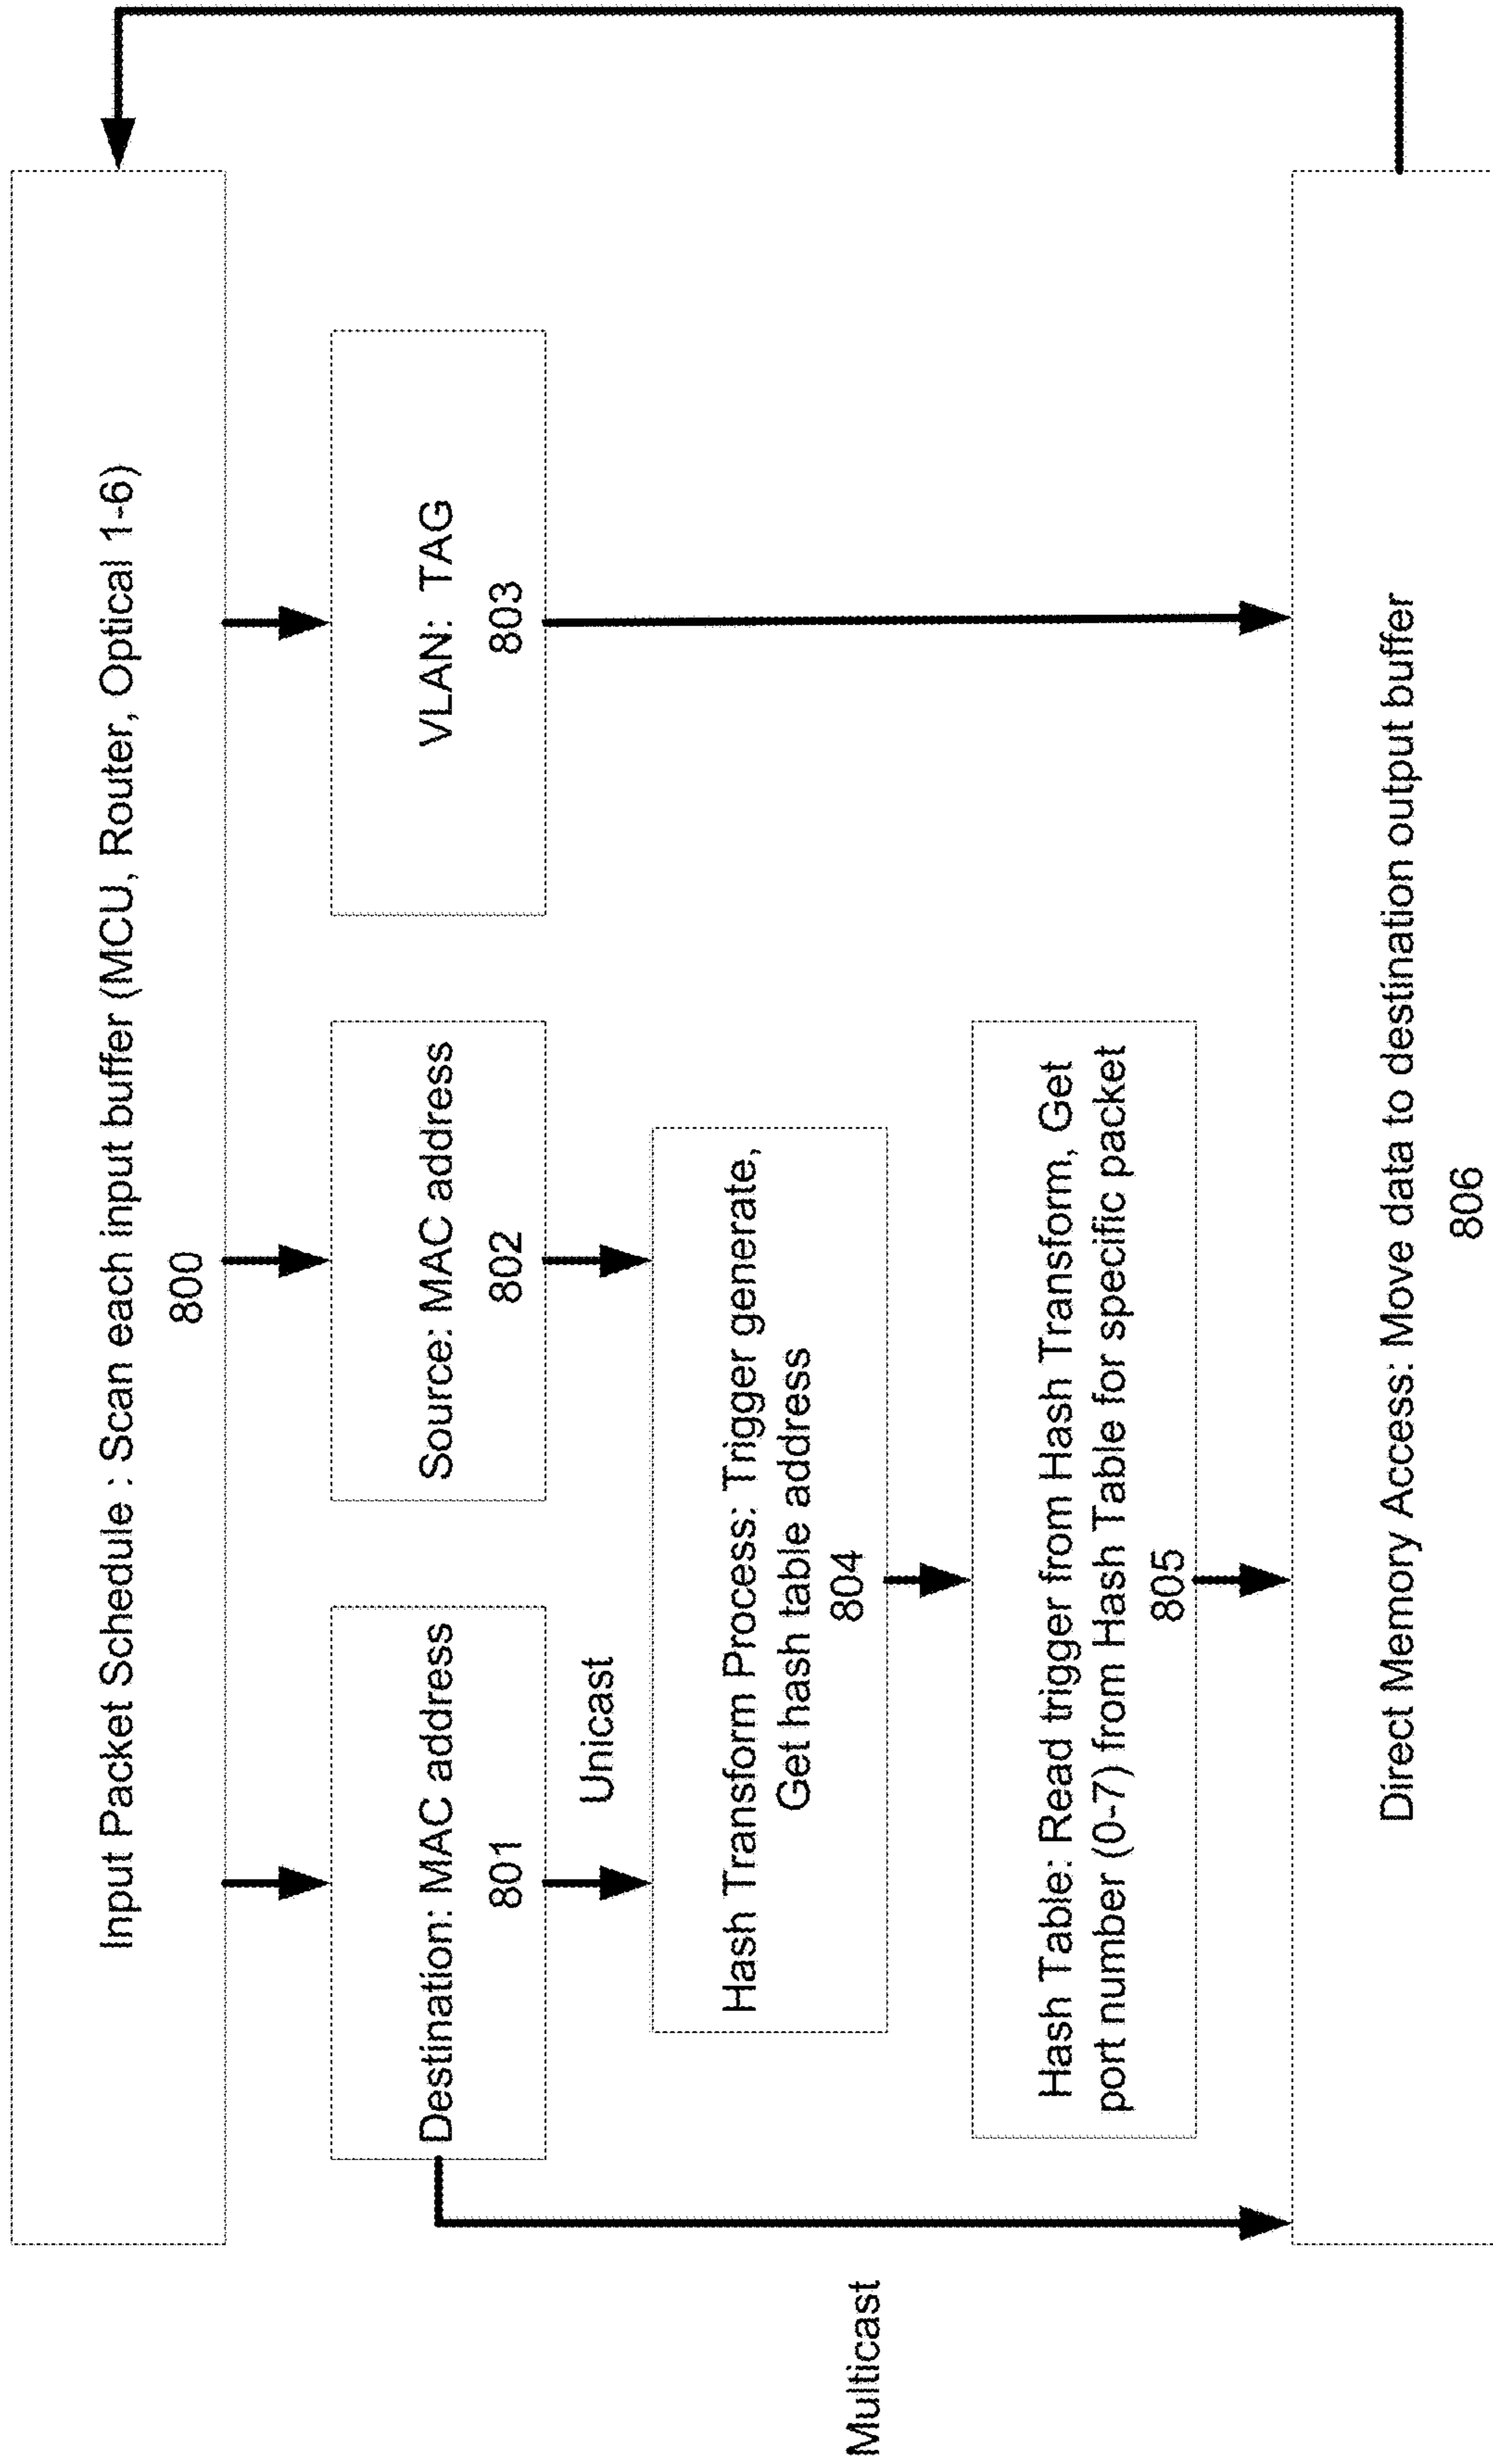 Input Packet Schedule : Scan each input buffer (MCU, Router, Optical 1-6)
800
Destination: MAC address
801
Source: MAC address
802
VLAN: TAG
803
Unicast
Hash Transform Process: Trigger generate,
Get hash table address
804
Multicast
Hash Table: Read trigger from Hash Transform, Get
port number (0-7) from Hash Table for specific packet
805
Direct Memory Access: Move data to destination output buffer
806